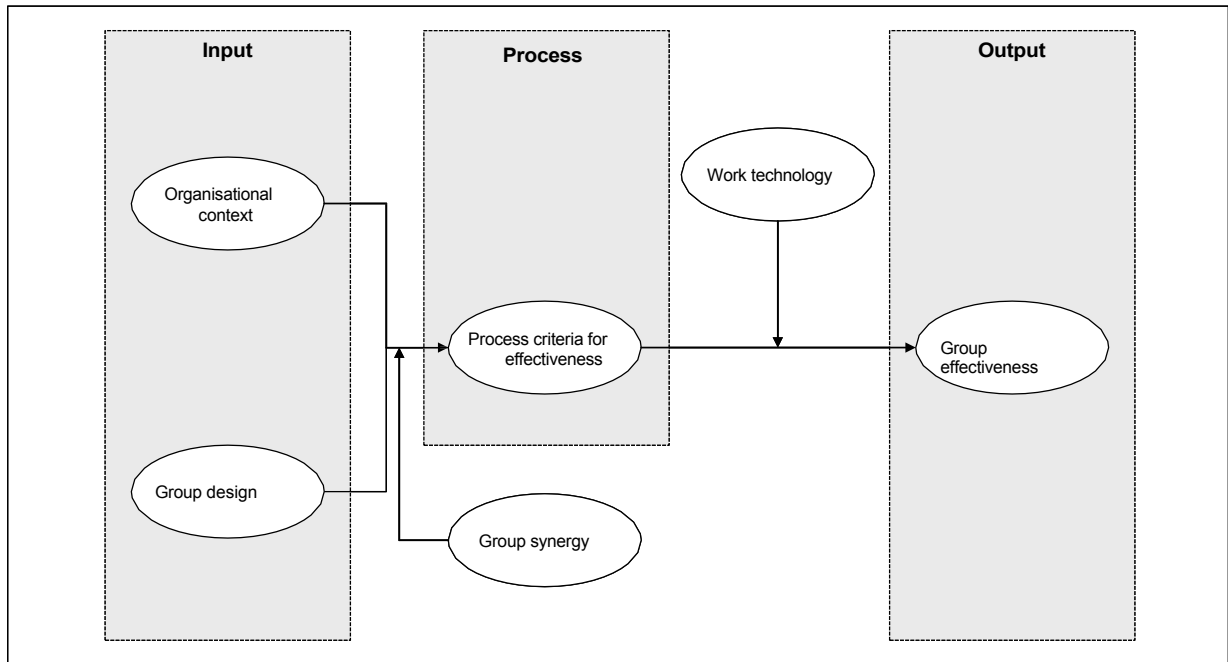 Input
Process
Output
Organisational
context
Work technology
Process criteria for
effectiveness
Group
effectiveness
Group design
Group synergy